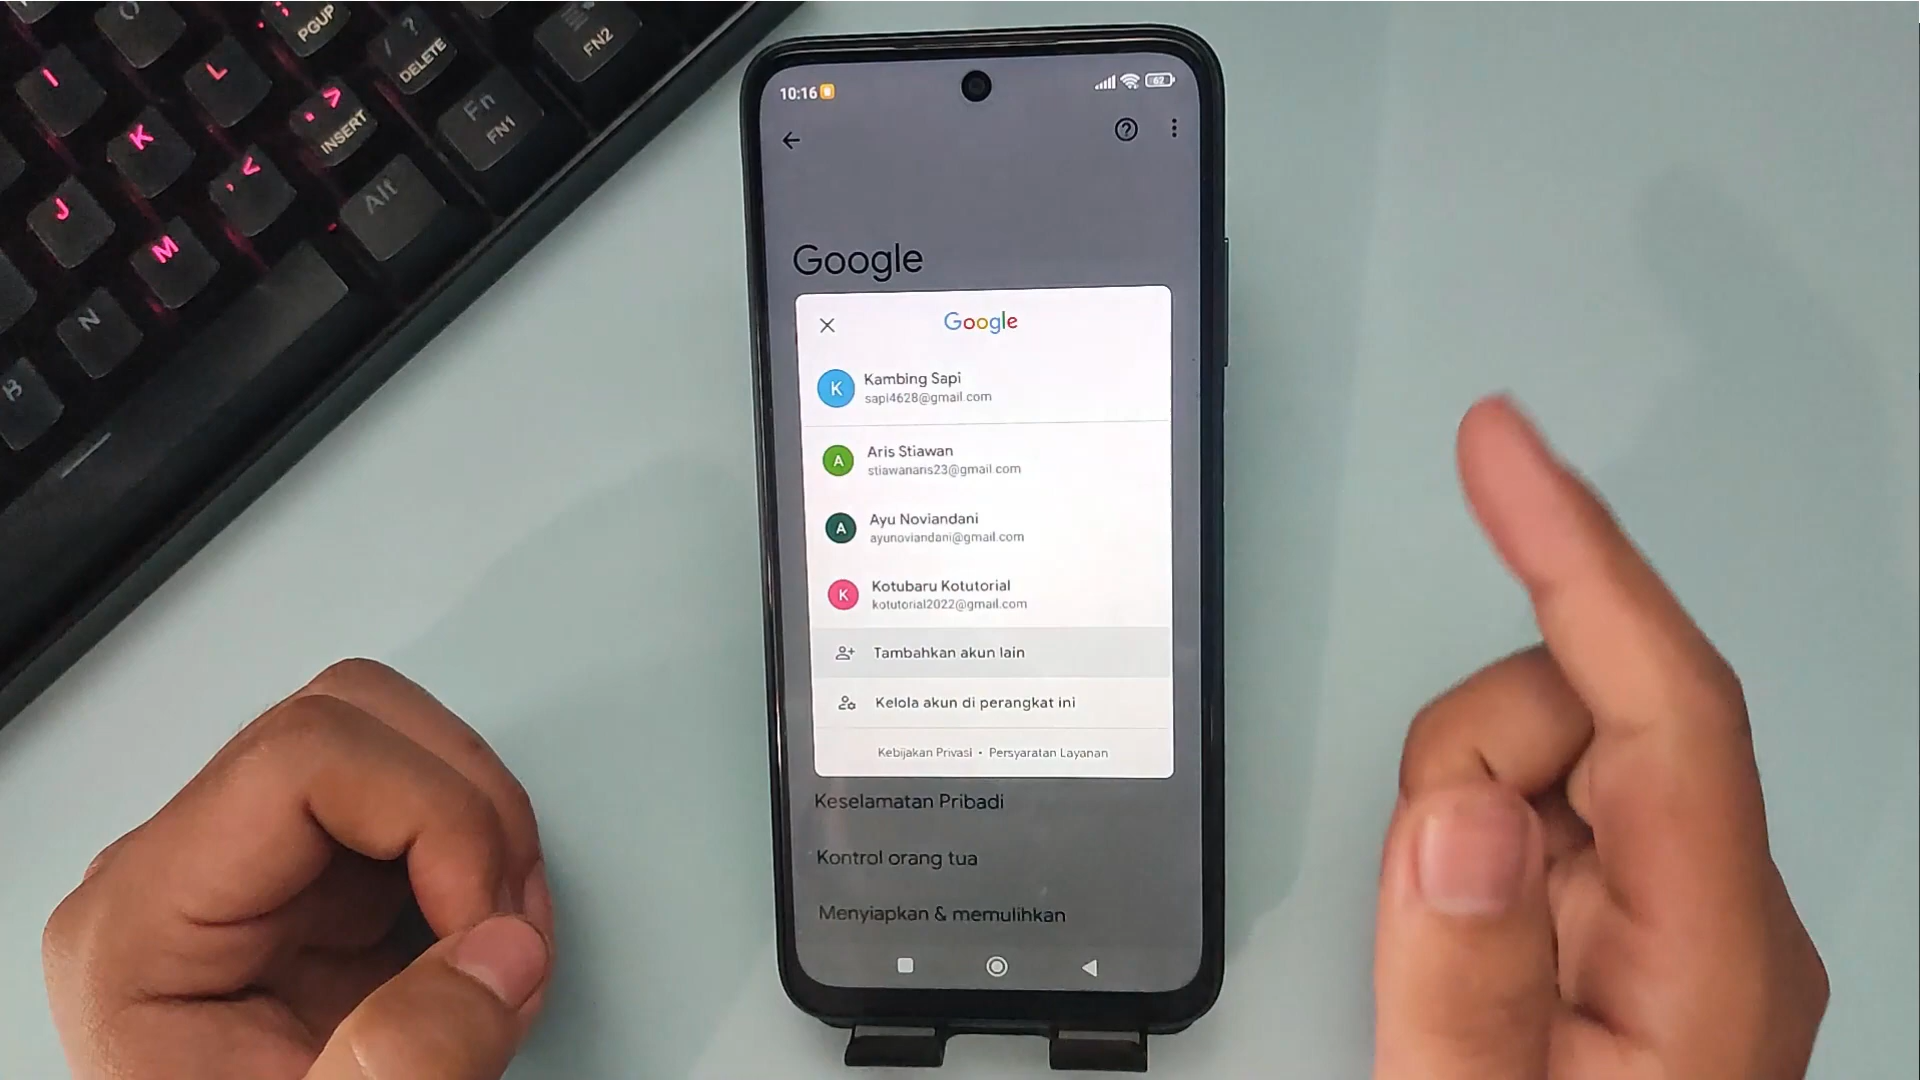 PGUP
?
/
DELETE
FN2
I
L
>
.
INSERT
Fn
FN1
K
<
,
Alt
J
M
N
B
10:16
62
Google
Google
K
Kambing Sapi
sapi4628@gmail.com
A
Aris Stiawan
stiawanaris23@gmail.com
A
Ayu Noviandani
ayunoviandani@gmail.com
K
Kotubaru Kotutorial
kotutorial2022@gmail.com
Tambahkan akun lain
Kelola akun di perangkat ini
Kebijakan Privasi • Persyaratan Layanan
Keselamatan Pribadi
Kontrol orang tua
Menyiapkan & memulihkan